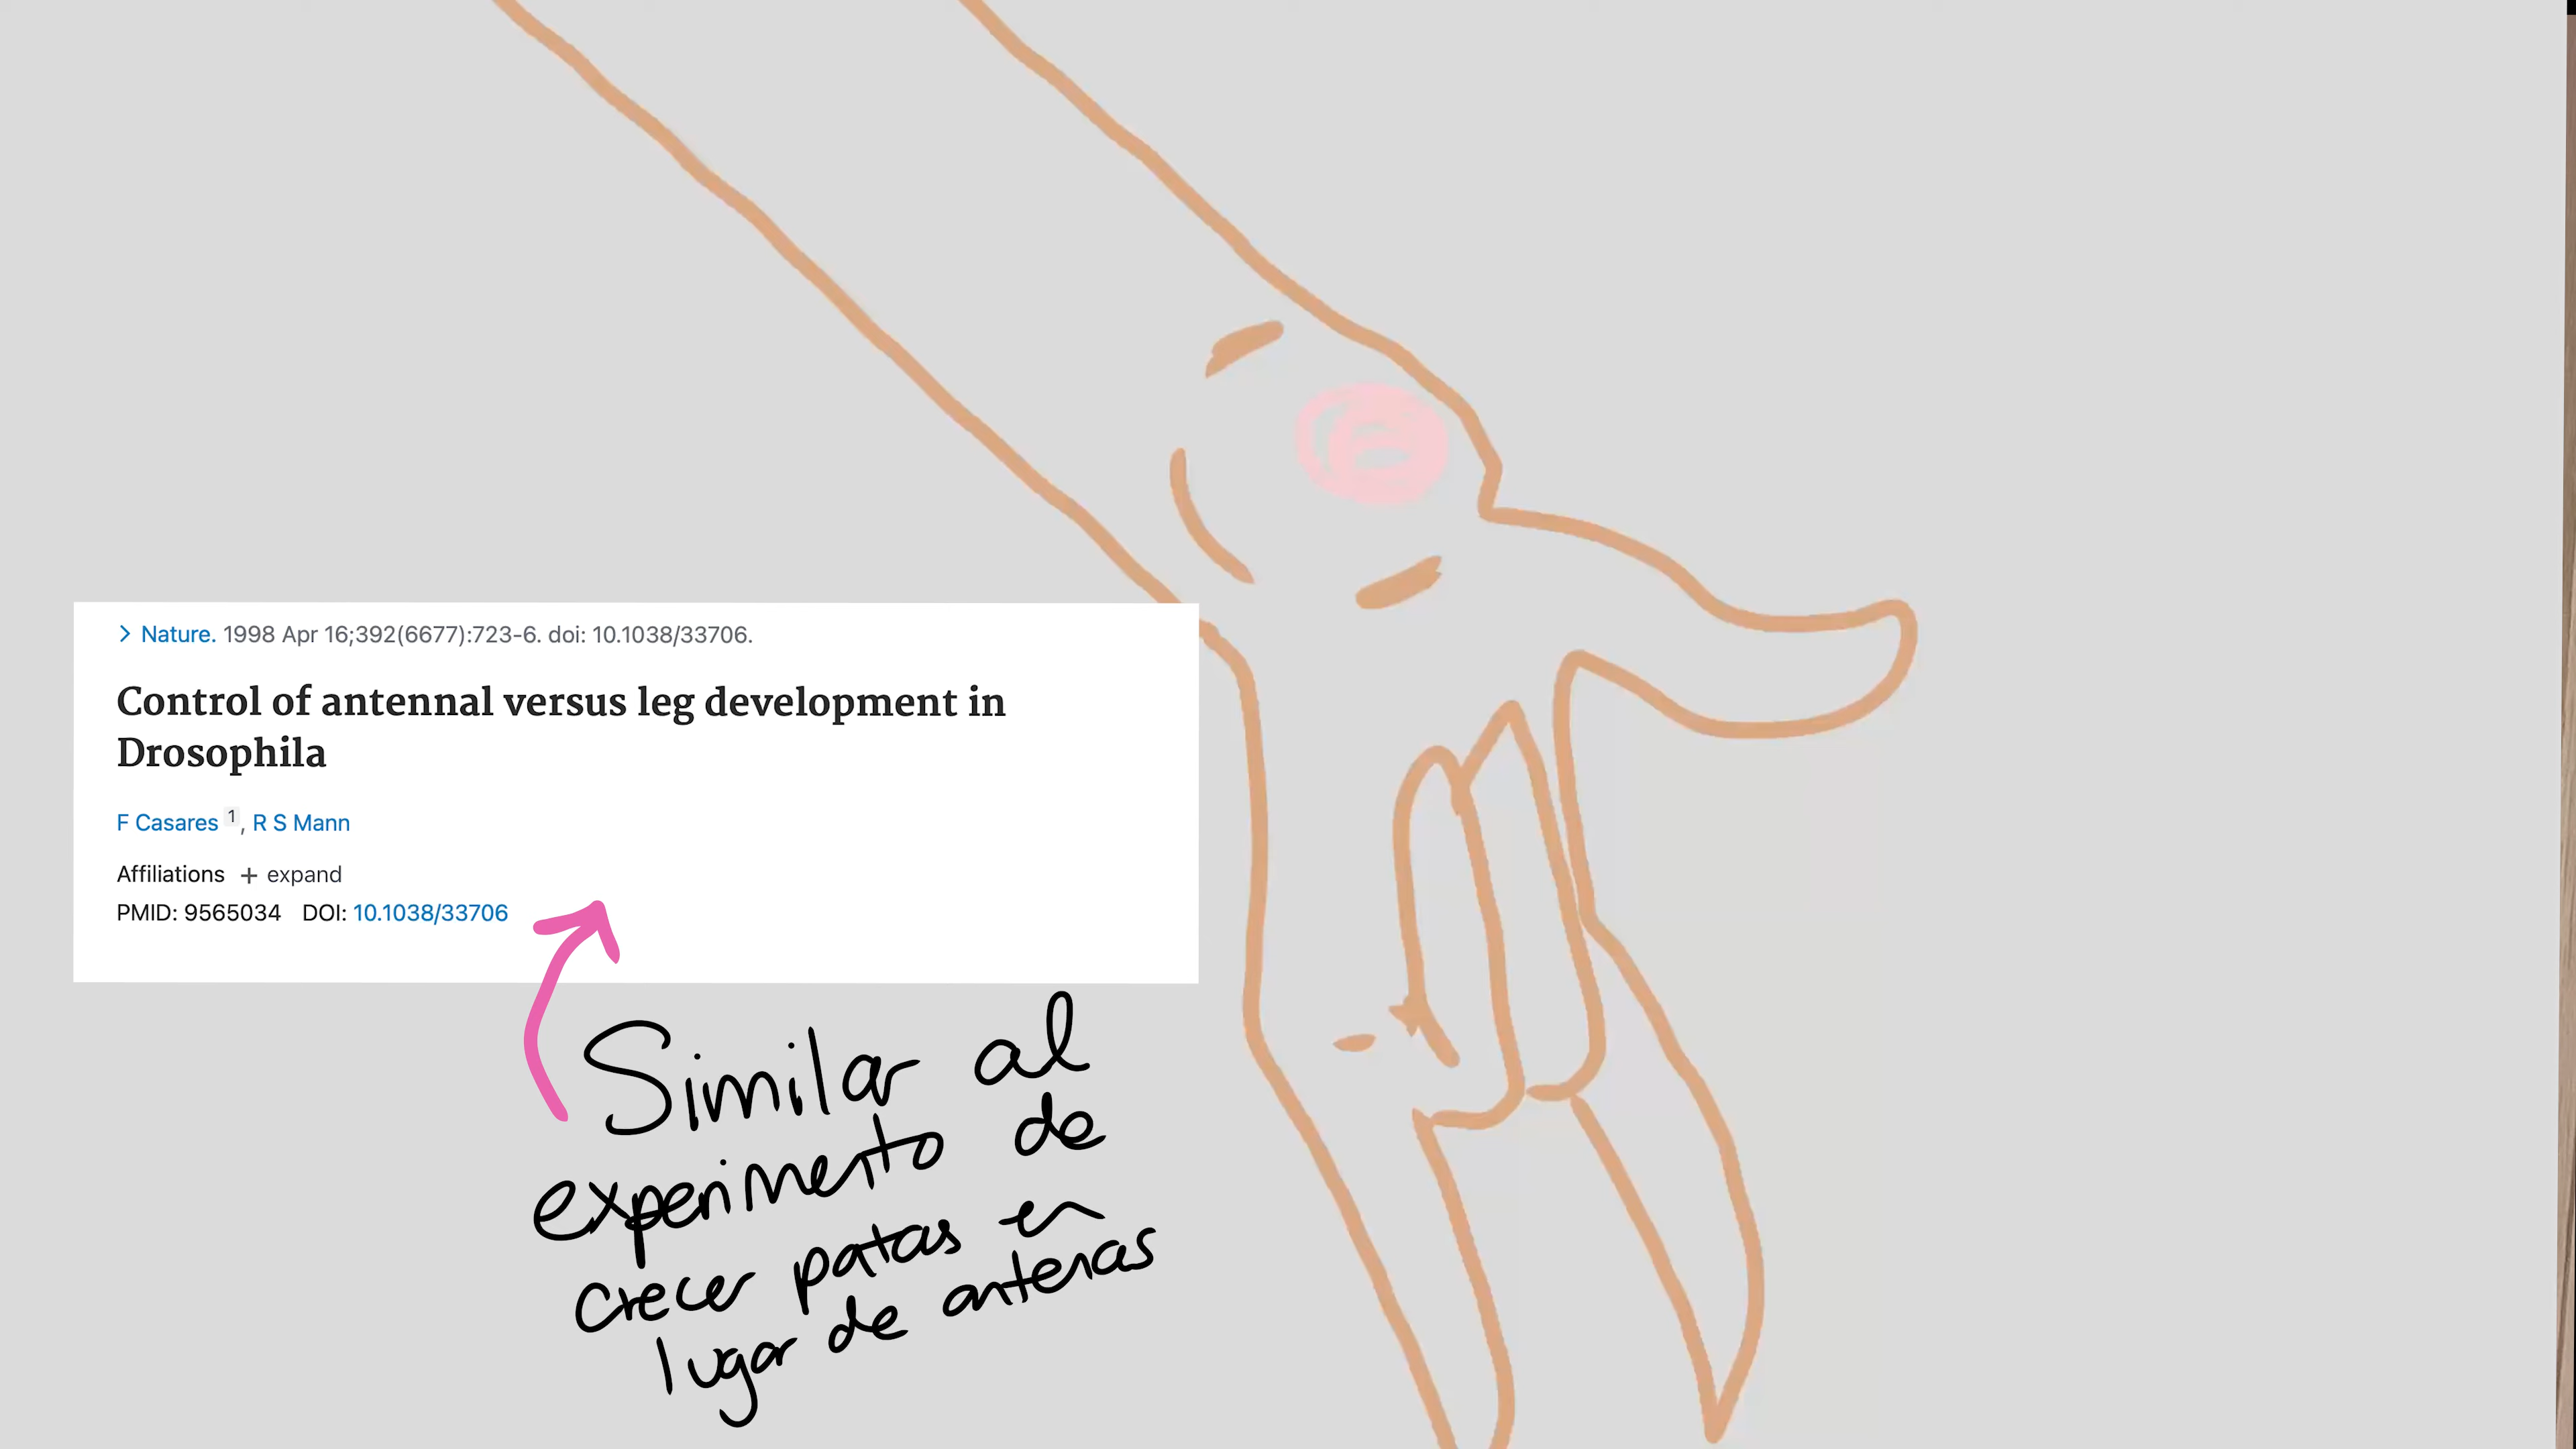 > Nature. 1998 Apr 16;392(6677):723-6. doi: 10.1038/33706.
Control of antennal versus leg development in
Drosophila
F Casares 1, R S Mann
Affiliations + expand
PMID: 9565034 DOI: 10.1038/33706
Similar al
experimento de
crecer patas en
lugar de antenas